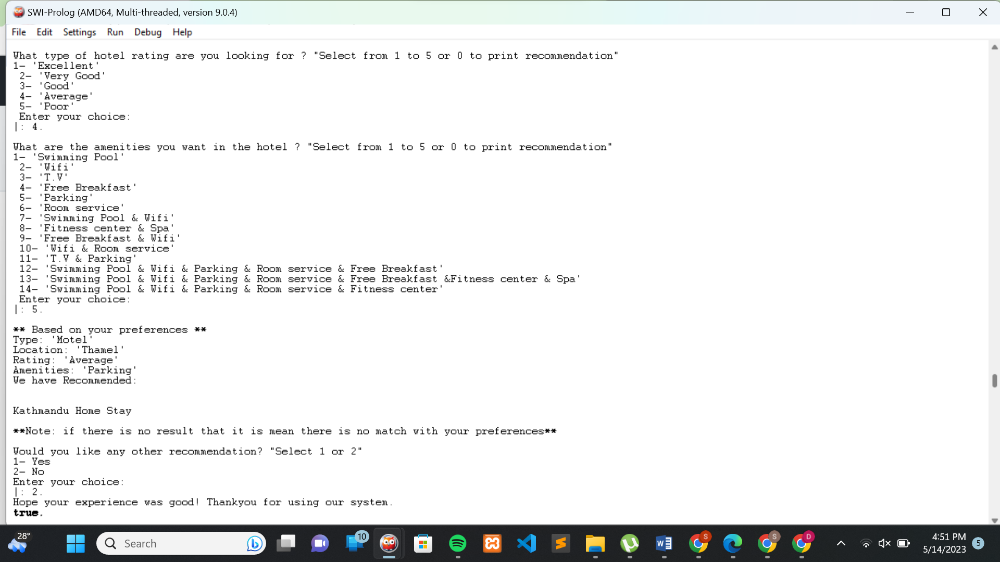 SWI-Prolog (AMD64, Multi-threaded, version 9.0.4)
File Edit Settings Run Debug Help
What type of hotel rating are you looking for ? "Select from 1 to 5 or 0 to print recommendation"
1- 'Excellent'
2- 'Very Good'
3- 'Good'
4- 'Average'
5- 'Poor'
Enter your choice:
|: 4.
What are the amenities you want in the hotel ? "Select from 1 to 5 or 0 to print recommendation"
1- 'Swimming Pool'
2- 'Wifi'
3- 'T.V'
4- 'Free Breakfast'
5- 'Parking'
6- 'Room service'
7- 'Swimming Pool & Wifi'
8- 'Fitness center & Spa'
9- 'Free Breakfast & Wifi'
10- 'Wifi & Room service'
11- 'T.V & Parking'
12- 'Swimming Pool & Wifi & Parking & Room service & Free Breakfast'
13- 'Swimming Pool & Wifi & Parking & Room service & Free Breakfast &Fitness center & Spa'
14- 'Swimming Pool & Wifi & Parking & Room service & Fitness center'
Enter your choice:
|: 5.
** Based on your preferences **
Type: 'Motel'
Location: 'Thamel'
Rating: 'Average'
Amenities: 'Parking'
We have Recommended:
Kathmandu Home Stay
**Note: if there is no result that it is mean there is no match with your preferences**
Would you like any other recommendation? "Select 1 or 2"
1- Yes
2- No
Enter your choice:
|: 2.
Hope your experience was good! Thankyou for using our system.
true.
28°
Search
10
S
S
D
4:51 PM
5/14/2023
5